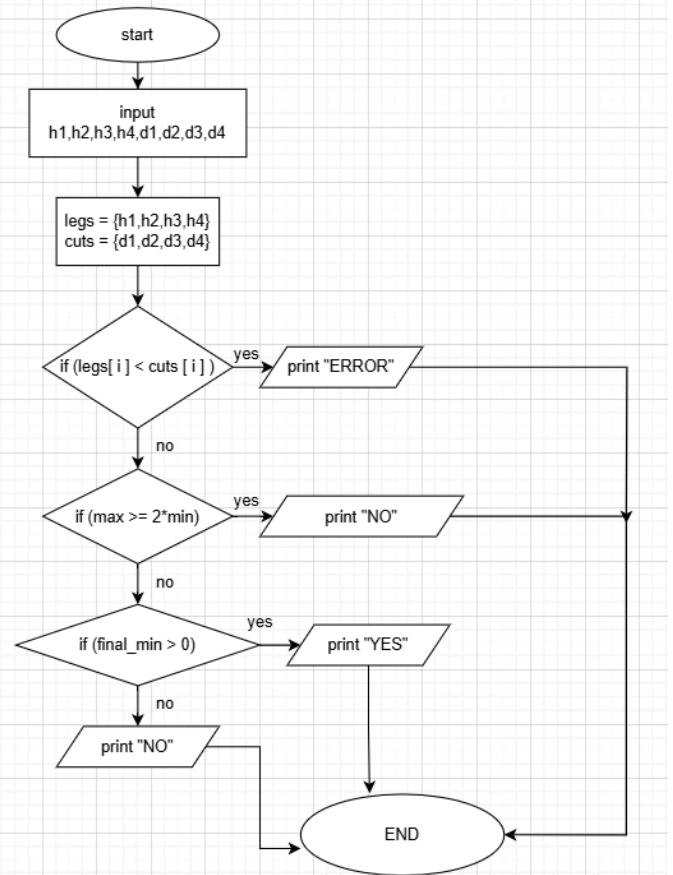 start
input
h1,h2,h3,h4,d1,d2,d3,d4
legs = {h1,h2,h3,h4}
cuts = {d1,d2,d3,d4}
if (legs[ i ] < cuts [ i ] )
yes
print "ERROR"
no
if (max >= 2*min)
yes
print "NO"
no
if (final_min > 0)
yes
print "YES"
no
print "NO"
END